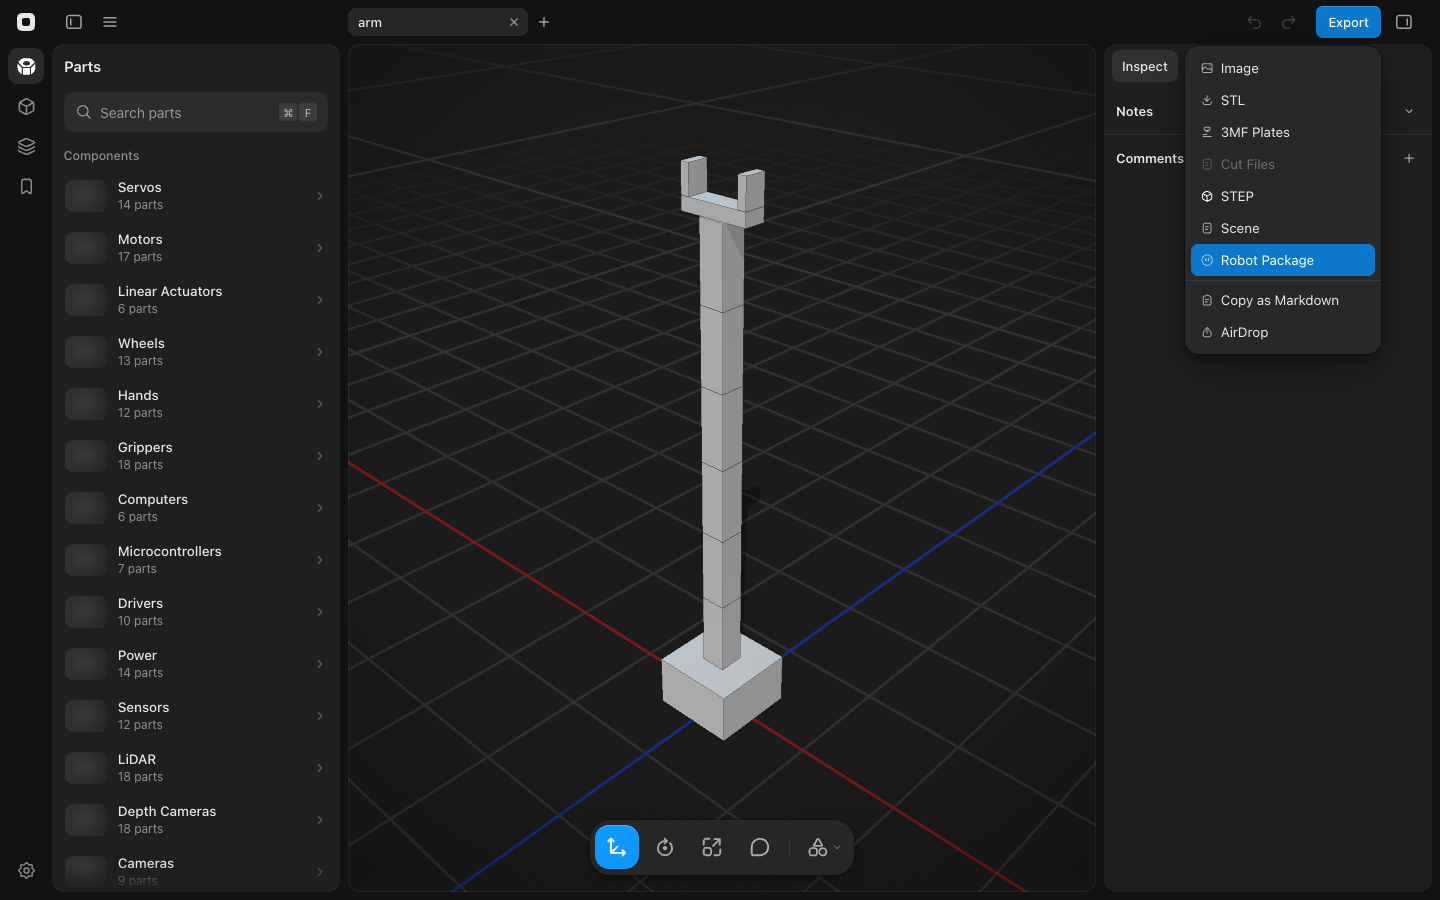 arm
Export
Parts
Search parts
⌘ F
Components
Servos
14 parts
Motors
17 parts
Linear Actuators
6 parts
Wheels
13 parts
Hands
12 parts
Grippers
18 parts
Computers
6 parts
Microcontrollers
7 parts
Drivers
10 parts
Power
14 parts
Sensors
12 parts
LiDAR
18 parts
Depth Cameras
18 parts
Cameras
9 parts
Inspect
Notes
Comments
Image
STL
3MF Plates
Cut Files
STEP
Scene
Robot Package
Copy as Markdown
AirDrop